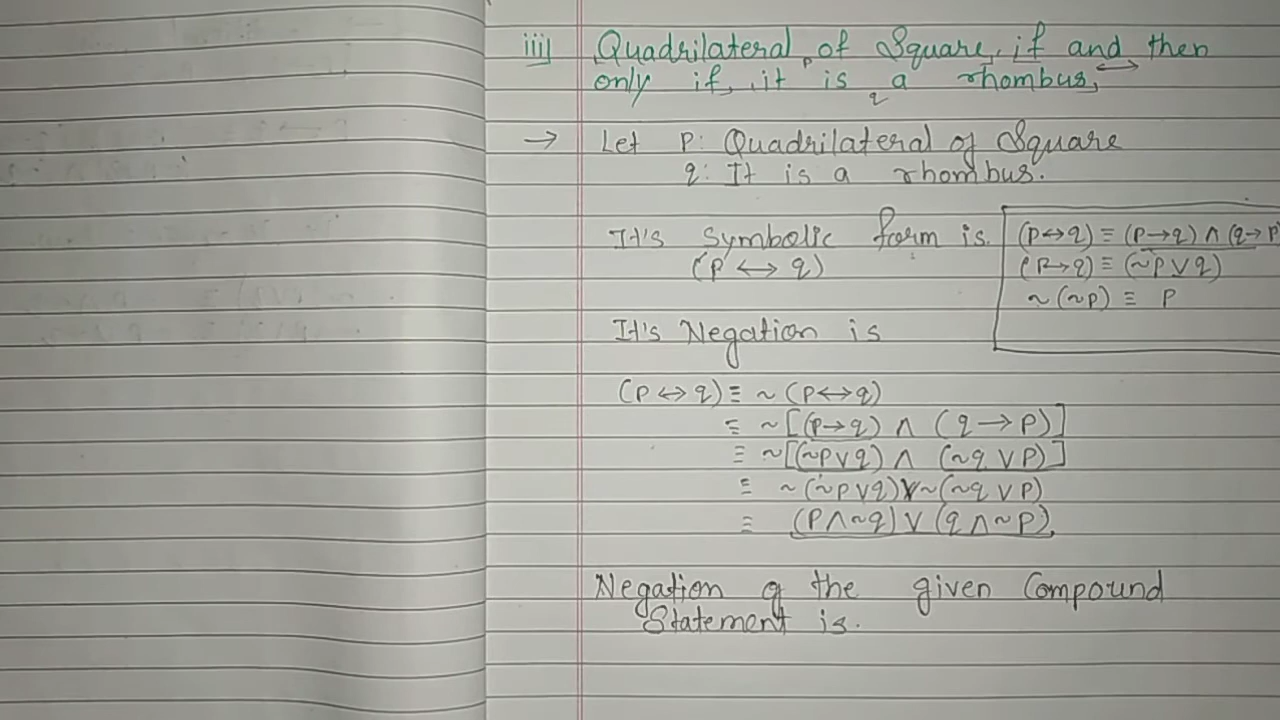 iii) Quadrilateral of Square, if and then
p
only if, it is a rhombus, ↔
q
→ Let P: Quadrilateral of Square
q: It is a rhombus.
It's Symbolic form is.
(P ↔ q)
(P↔q) ≡ (P→q) ∧ (q→P
(P→q) ≡ (~P∨q)
~(~P) ≡ P
It's Negation is
(P↔q) ≡ ~(P↔q)
≡ ~[(P→q) ∧ (q→P)]
≡ ~[(~P∨q) ∧ (~q∨P)]
≡ ~(~P∨q)∨~(~q∨P)
≡ (P∧~q)∨(q∧~P)
Negation of the given Compound
Statement is.